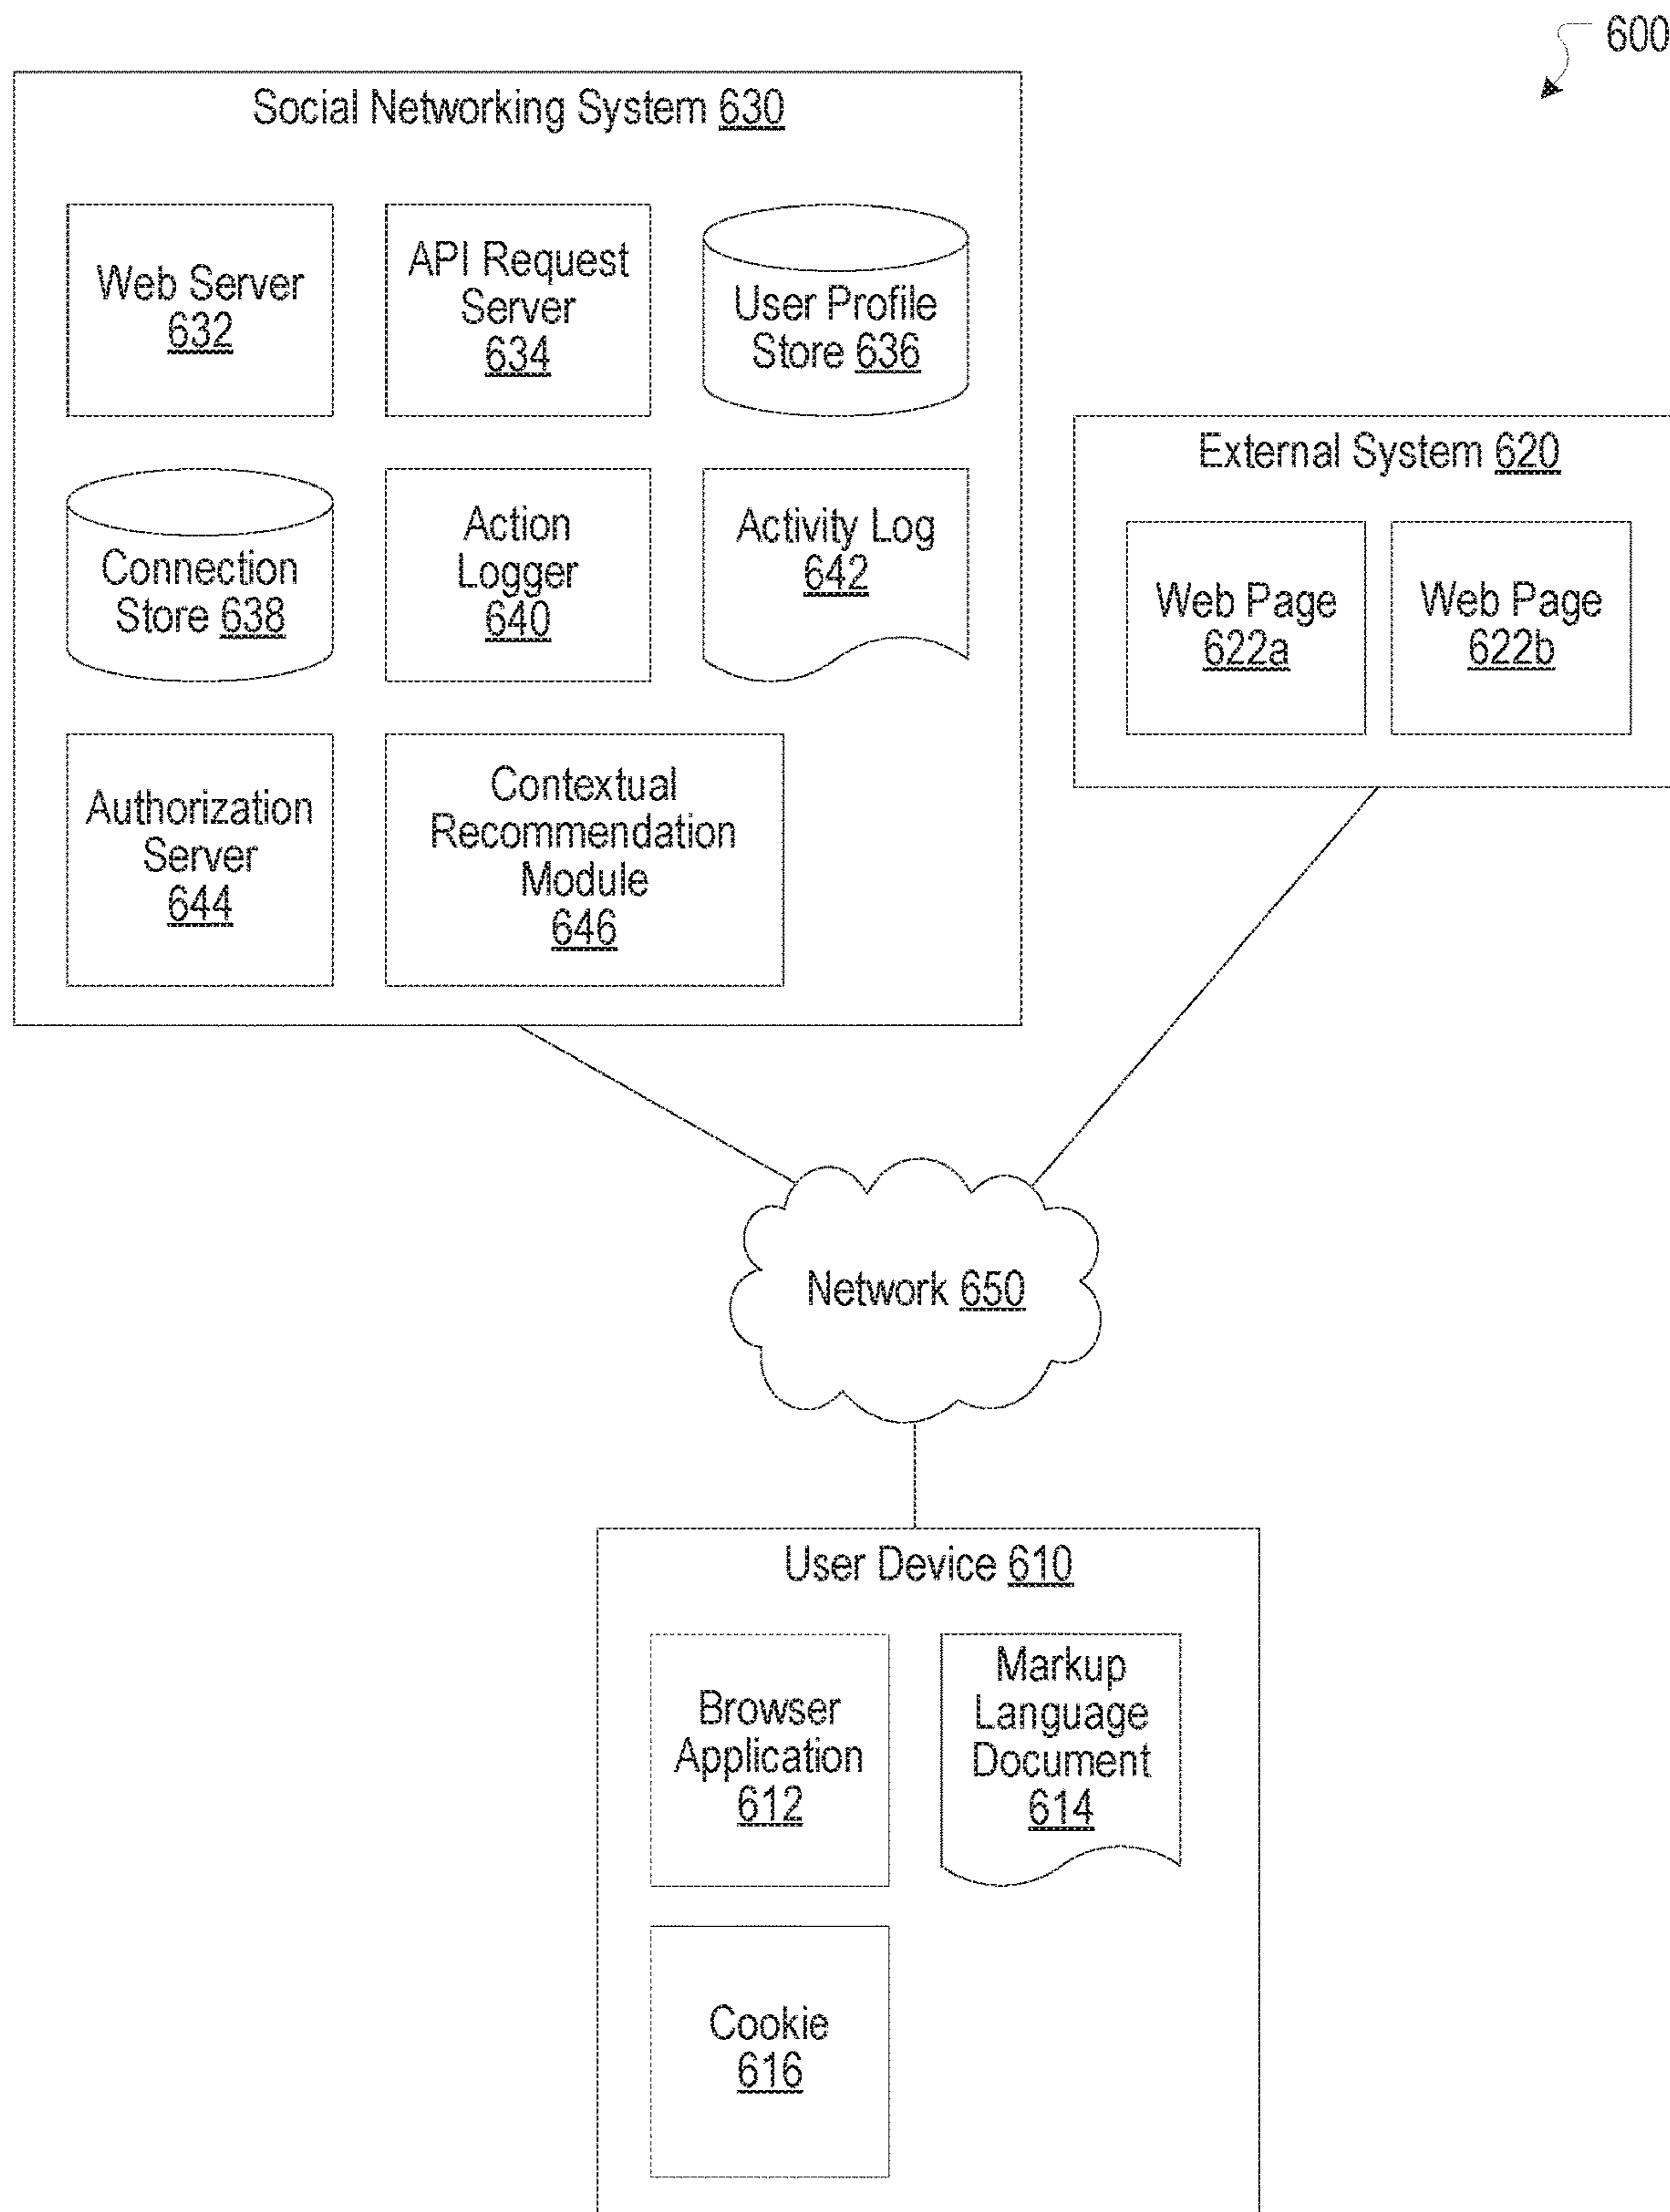 600
Social Networking System 630
Web Server
632
API Request
Server
634
User Profile
Store 636
Connection
Store 638
Action
Logger
640
Activity Log
642
Authorization
Server
644
Contextual
Recommendation
Module
646
External System 620
Web Page
622a
Web Page
622b
Network 650
User Device 610
Browser
Application
612
Markup
Language
Document
614
Cookie
616